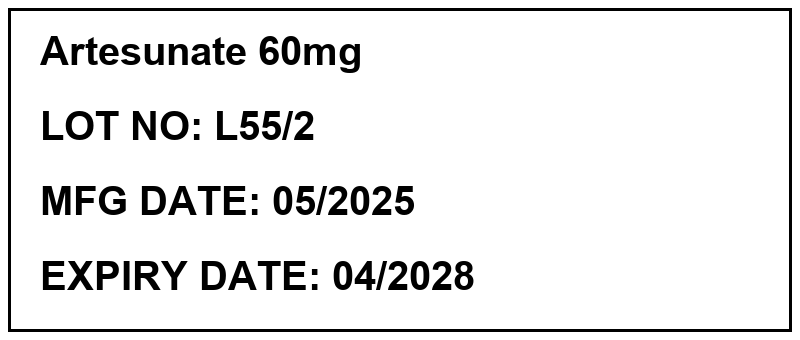 Artesunate 60mg
LOT NO: L55/2
MFG DATE: 05/2025
EXPIRY DATE: 04/2028